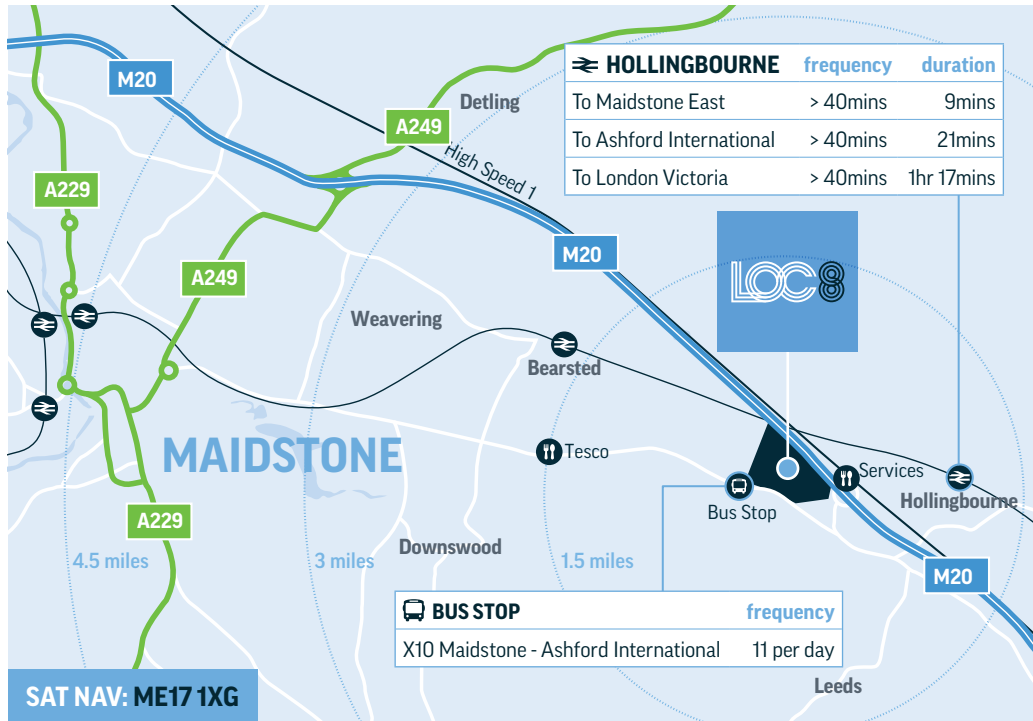 M20
HOLLINGBOURNE frequency duration
To Maidstone East > 40mins 9mins
To Ashford International > 40mins 21mins
To London Victoria > 40mins 1hr 17mins
Detling
A249
High Speed 1
A229
M20
A249
LOC8
Weavering
Bearsted
MAIDSTONE
Tesco
Services
Bus Stop
Hollingbourne
A229
Downswood
4.5 miles
3 miles
1.5 miles
M20
BUS STOP frequency
X10 Maidstone - Ashford International 11 per day
Leeds
SAT NAV: ME17 1XG